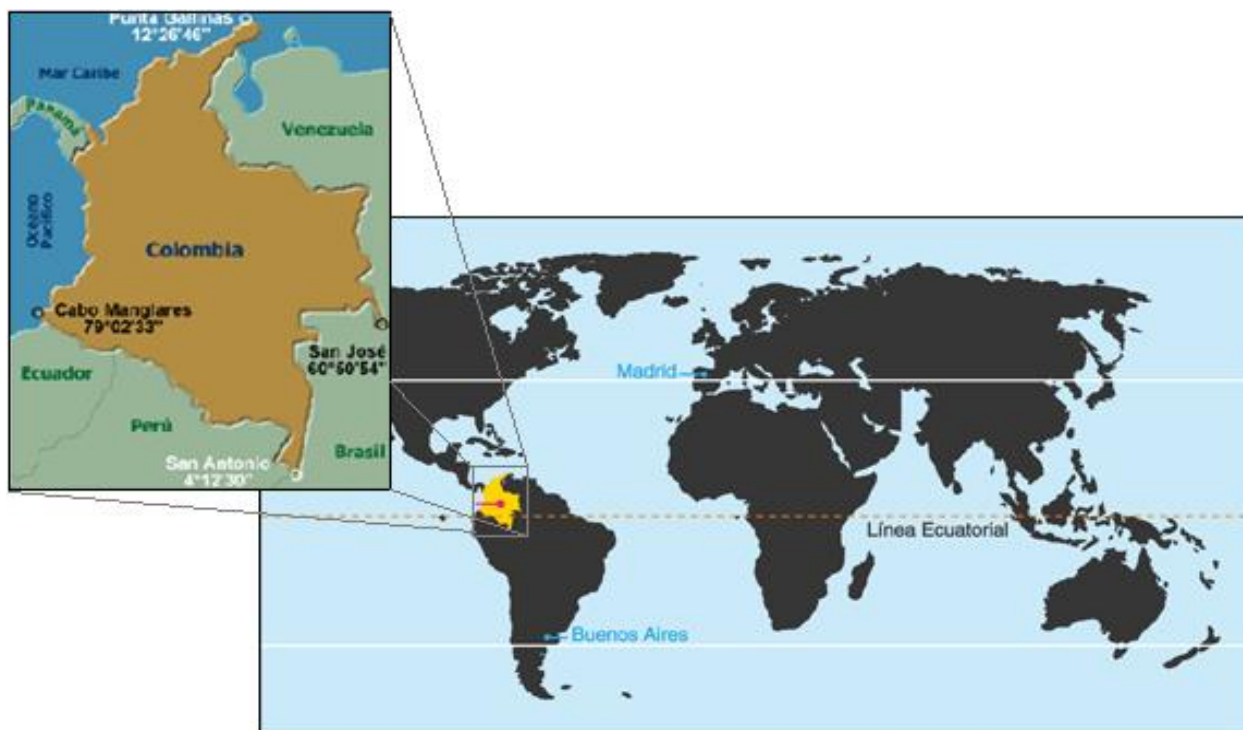 Punta Gallinas
12°26'46"
Mar Caribe
Panamá
Venezuela
Océano
Pacífico
Colombia
Cabo Manglares
79°02'33"
San José
60°50'54"
Ecuador
Perú
San Antonio
4°12'30"
Brasil
Madrid
Línea Ecuatorial
Buenos Aires